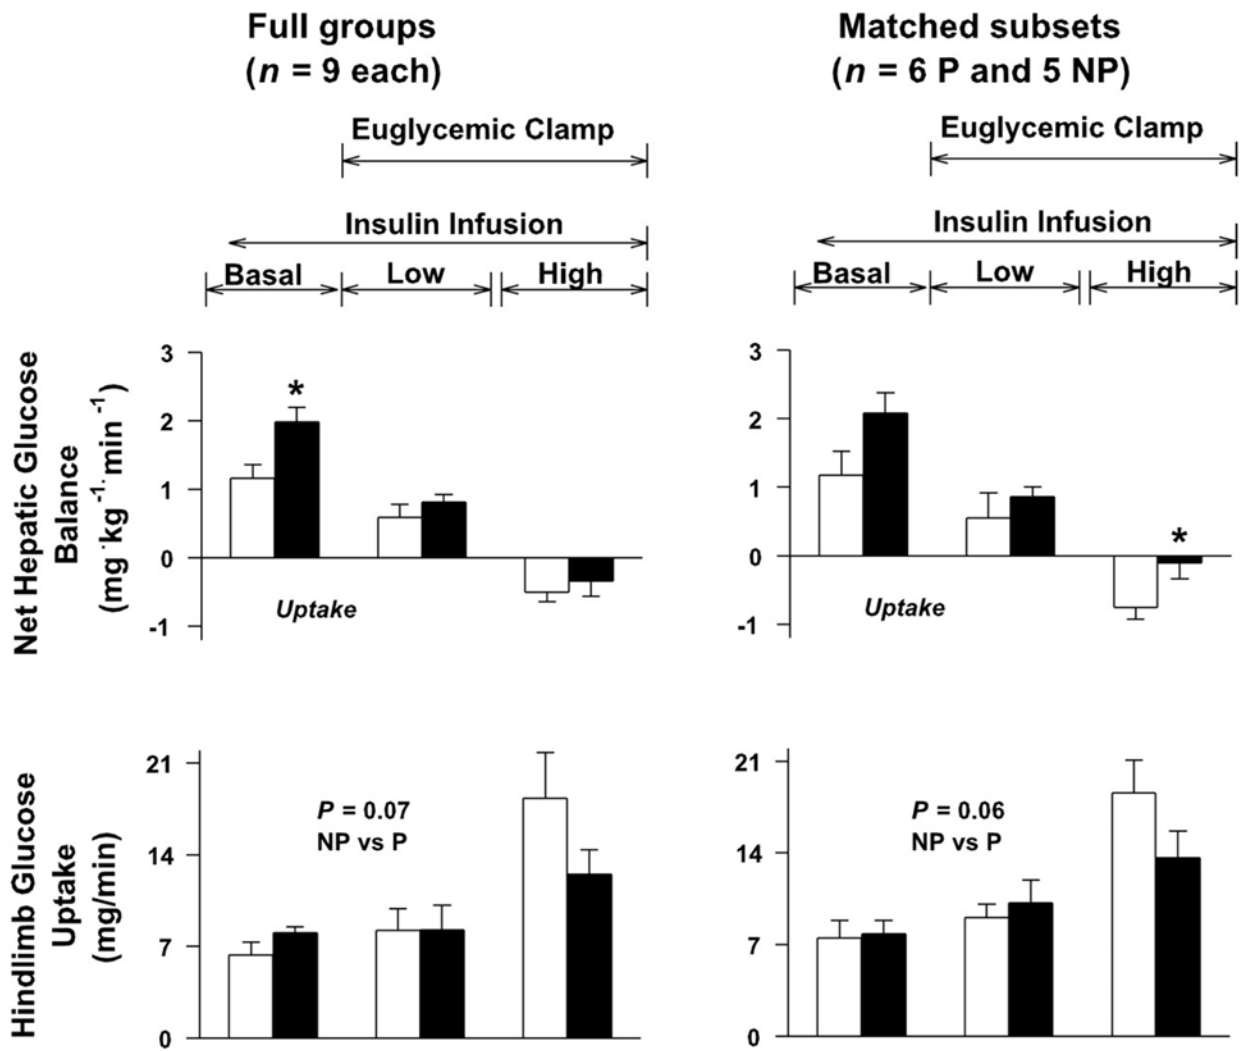 Full groups
(n = 9 each)
Matched subsets
(n = 6 P and 5 NP)
Euglycemic Clamp
Insulin Infusion
Basal
Low
High
Euglycemic Clamp
Insulin Infusion
Basal
Low
High
Net Hepatic Glucose
Balance
(mg·kg⁻¹·min⁻¹)
3
2
1
0
-1
*
Uptake
3
2
1
0
-1
*
Uptake
Hindlimb Glucose
Uptake
(mg/min)
21
14
7
0
P = 0.07
NP vs P
21
14
7
0
P = 0.06
NP vs P